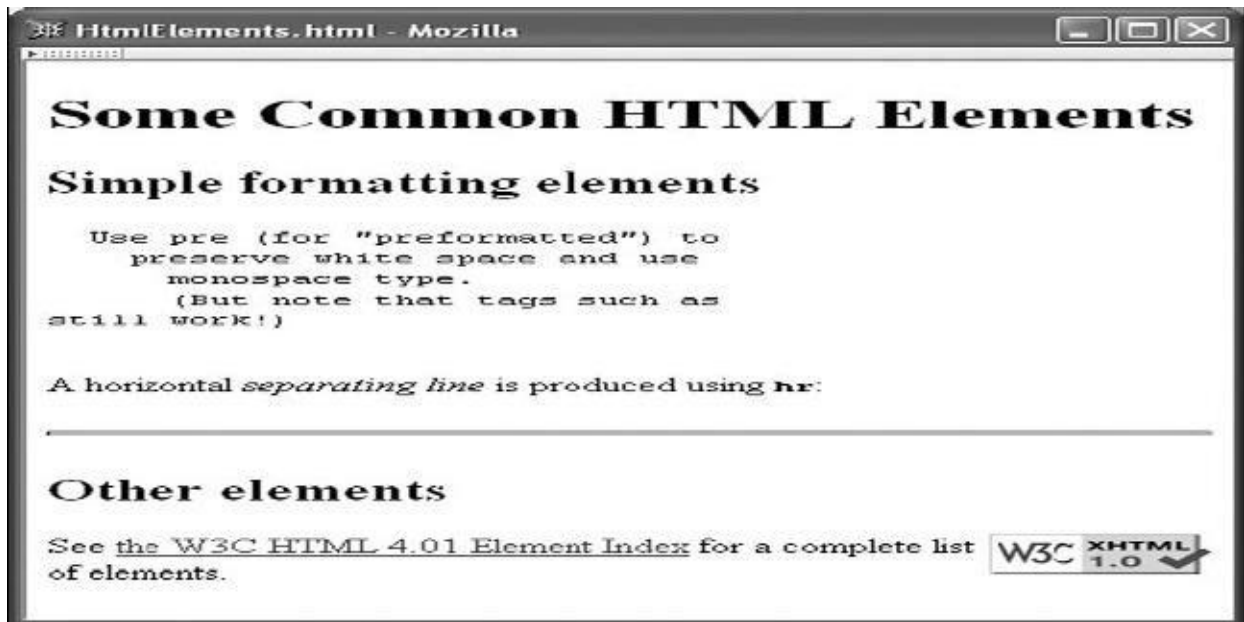 HtmlElements.html - Mozilla
Some Common HTML Elements
Simple formatting elements
Use pre (for "preformatted") to
preserve white space and use
monospace type.
(But note that tags such as
still work!)
A horizontal separating line is produced using hr:
Other elements
See the W3C HTML 4.01 Element Index for a complete list
of elements.
W3C XHTML
1.0